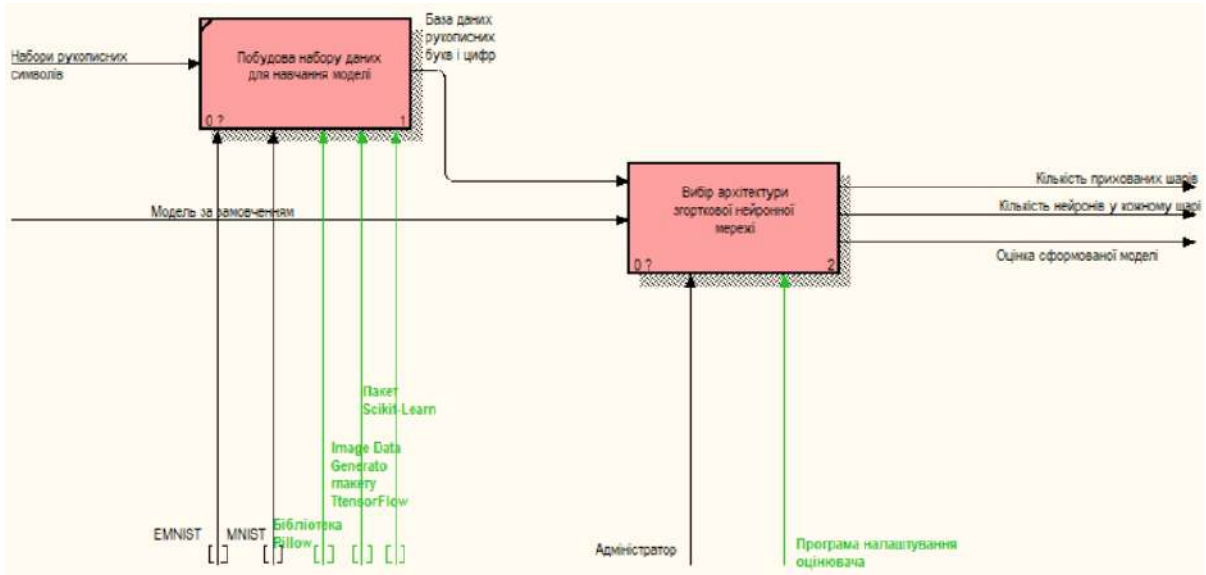 Набори рукописних
символів
Побудова набору даних
для навчання моделі
0 ?
1
База даних
рукописних
букв і цифр
Модель за замовченням
Вибір архітектури
згорткової нейронної
мережі
0 ?
2
Кількість прихованих шарів
Кількість нейронів у кожному шарі
Оцінка сформованої моделі
Пакет
Scikit-Learn
Image Data
Generato
rпакету
TtensorFlow
EMNIST
MNIST
Бібліотека
Pillow
Адміністратор
Програма налаштування
оцінювача